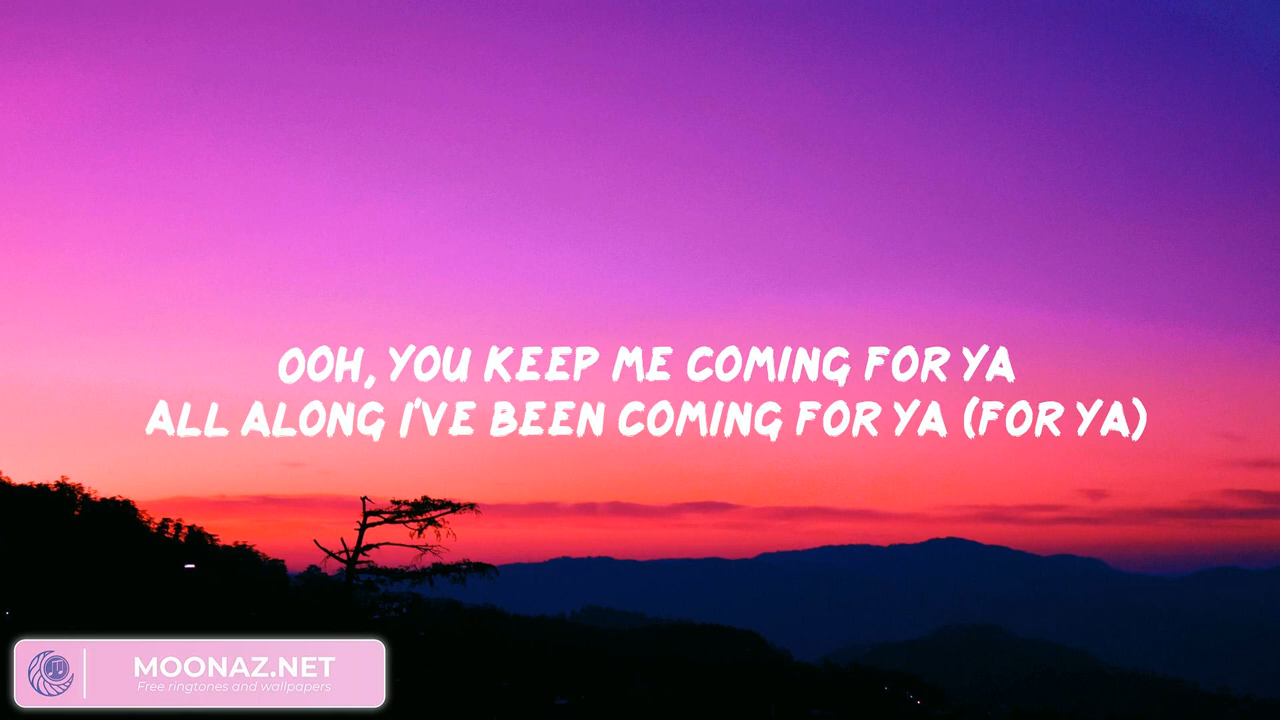 OOH, YOU KEEP ME COMING FOR YA
ALL ALONG I'VE BEEN COMING FOR YA (FOR YA)
MOONAZ.NET
Free ringtones and wallpapers